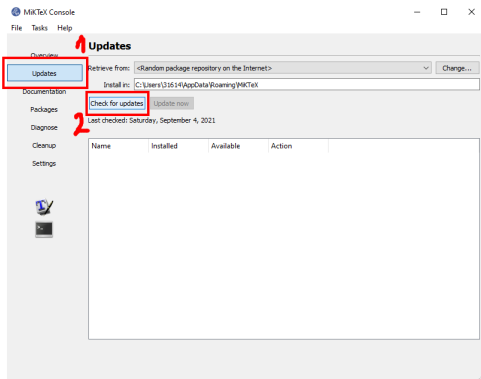 MiKTeX Console
File Tasks Help
1
Updates
Overview
Updates
Documentation
Packages
Diagnose
Cleanup
Settings
Retrieve from: <Random package repository on the Internet> Change...
Install in: C:\Users\31614\AppData\Roaming\MiKTeX
Check for updates Update now
2
Last checked: Saturday, September 4, 2021
Name Installed Available Action